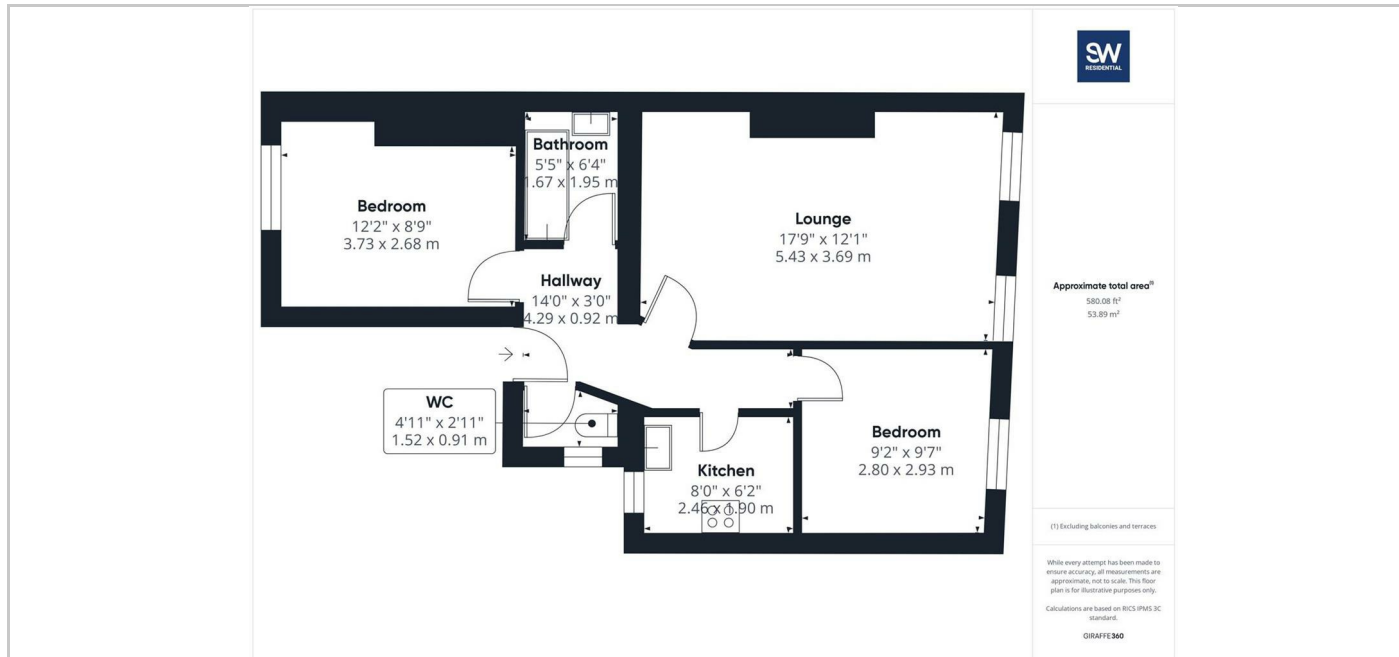 SW
RESIDENTIAL
Bathroom
5'5" x 6'4"
1.67 x 1.95 m
Bedroom
12'2" x 8'9"
3.73 x 2.68 m
Lounge
17'9" x 12'1"
5.43 x 3.69 m
Hallway
14'0" x 3'0"
4.29 x 0.92 m
WC
4'11" x 2'11"
1.52 x 0.91 m
Kitchen
8'0" x 6'2"
2.46 x 1.90 m
Bedroom
9'2" x 9'7"
2.80 x 2.93 m
Approximate total area(1)
580.08 ft²
53.89 m²
(1) Excluding balconies and terraces
While every attempt has been made to
ensure accuracy, all measurements are
approximate, not to scale. This floor
plan is for illustrative purposes only.
Calculations are based on RICS IPMS 3C
standard.
GIRAFFE360